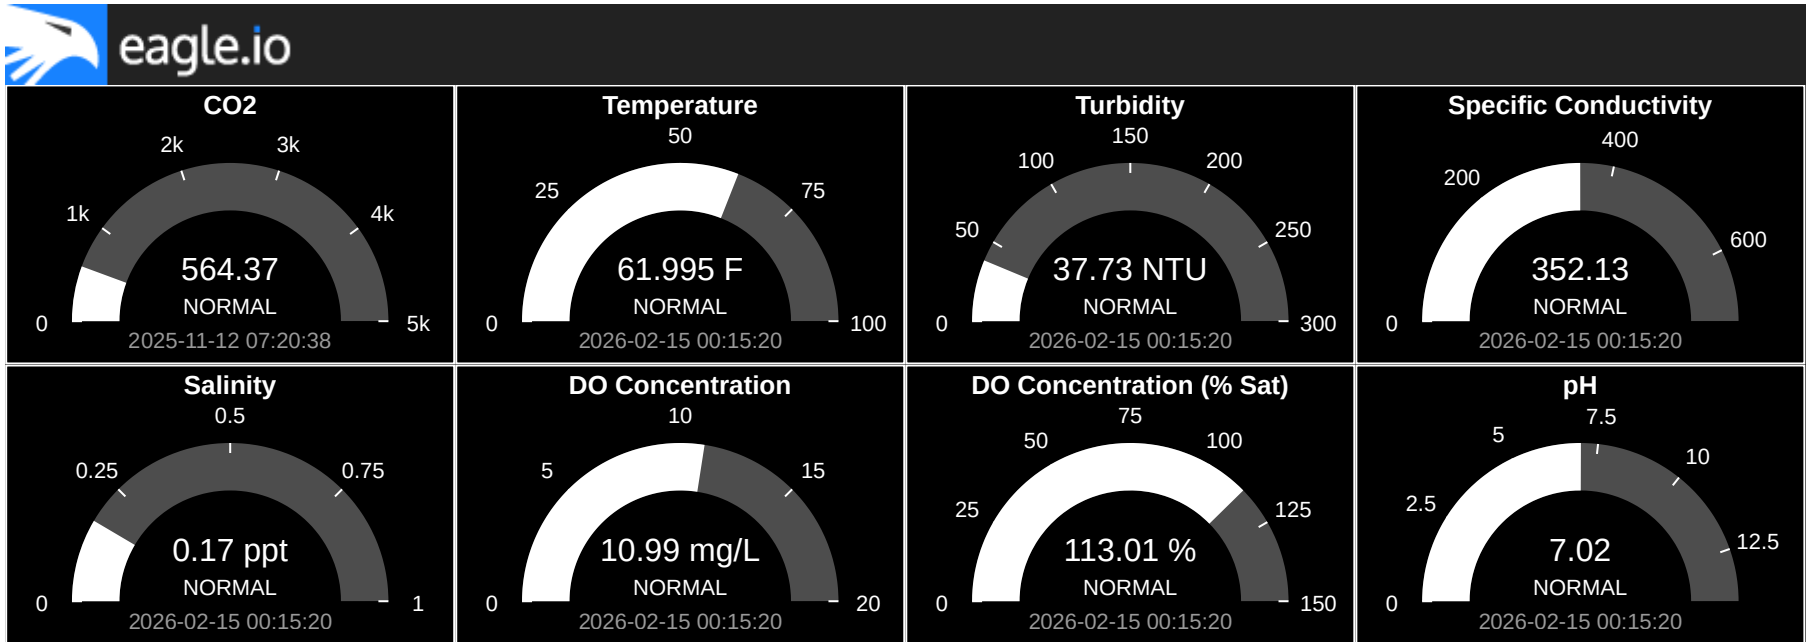 eagle.io
CO2
2k
3k
1k
4k
564.37
NORMAL
0
5k
2025-11-12 07:20:38
Temperature
50
25
75
61.995 F
NORMAL
0
100
2026-02-15 00:15:20
Turbidity
150
100
200
50
250
37.73 NTU
NORMAL
0
300
2026-02-15 00:15:20
Specific Conductivity
400
200
600
352.13
NORMAL
0
2026-02-15 00:15:20
Salinity
0.5
0.25
0.75
0.17 ppt
NORMAL
0
1
2026-02-15 00:15:20
DO Concentration
10
5
15
10.99 mg/L
NORMAL
0
20
2026-02-15 00:15:20
DO Concentration (% Sat)
75
50
100
25
125
113.01 %
NORMAL
0
150
2026-02-15 00:15:20
pH
7.5
5
10
2.5
12.5
7.02
NORMAL
0
2026-02-15 00:15:20